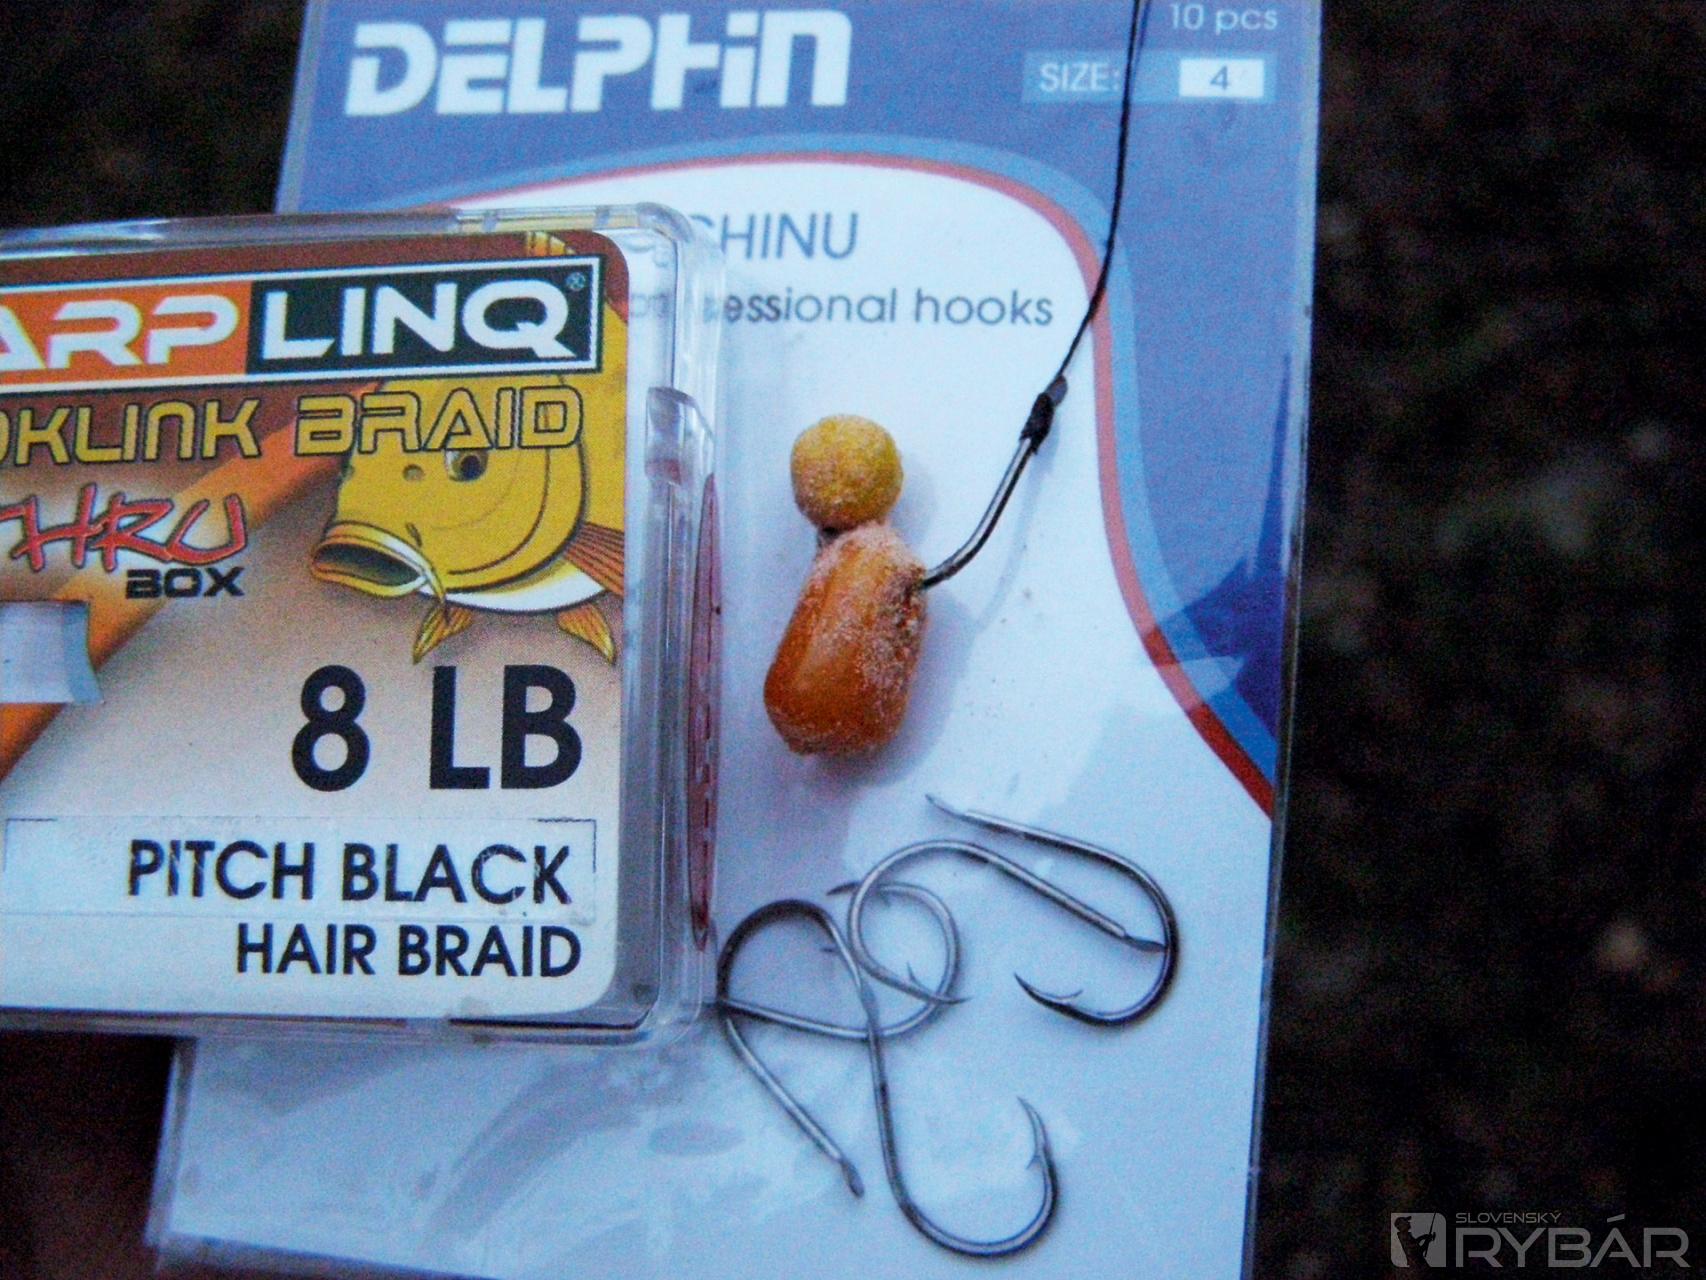 DELPHIN
10 pcs
SIZE: 4
CHINU
essional hooks
ARP LINQ®
OKLINK BRAID
THRU
BOX
8 LB
PITCH BLACK
HAIR BRAID
SLOVENSKÝ
RYBÁR